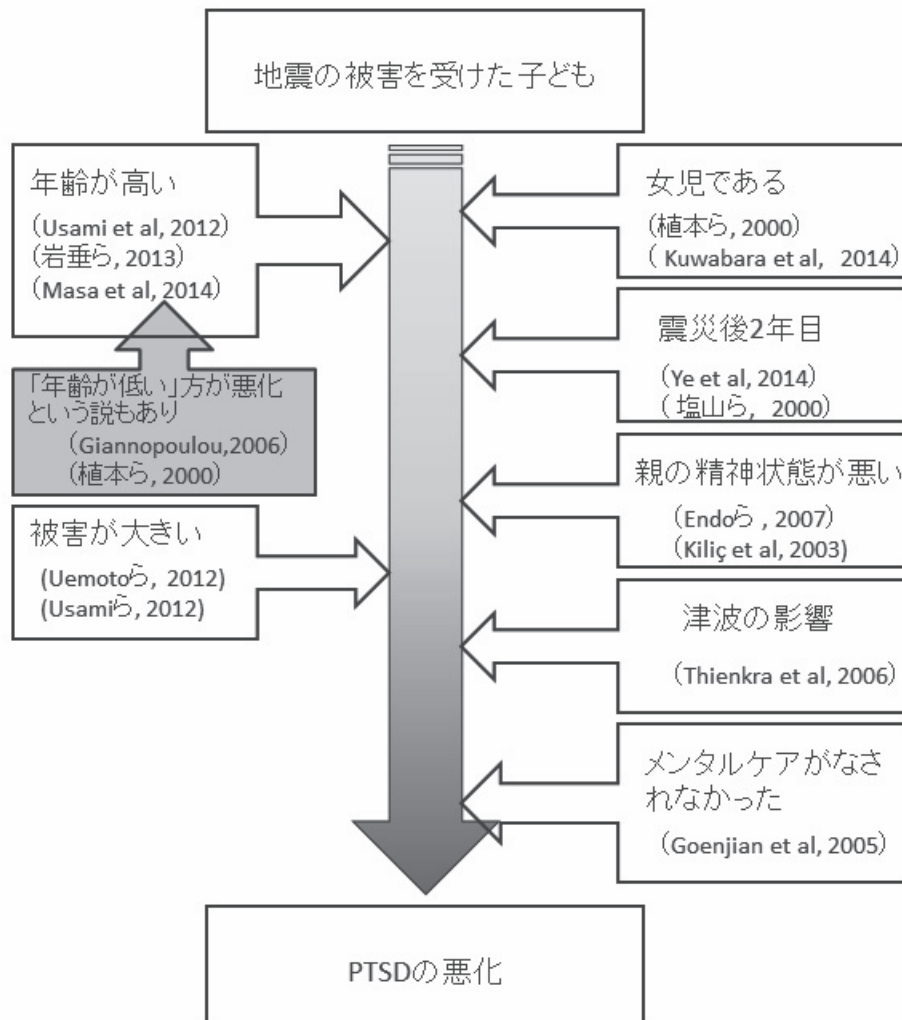 地震の被害を受けた子ども
年齢が高い
(Usami et al, 2012)
(岩垂ら, 2013)
(Masa et al, 2014)
「年齢が低い」方が悪化
という説もあり
(Giannopoulou,2006)
(植本ら, 2000)
被害が大きい
(Uemotoら, 2012)
(Usamiら, 2012)
女児である
(植本ら, 2000)
( Kuwabara et al, 2014)
震災後2年目
(Ye et al, 2014)
( 塩山ら, 2000)
親の精神状態が悪い
(Endoら , 2007)
(Kiliç et al, 2003)
津波の影響
(Thienkra et al, 2006)
メンタルケアがなさ
れなかった
(Goenjian et al, 2005)
PTSDの悪化